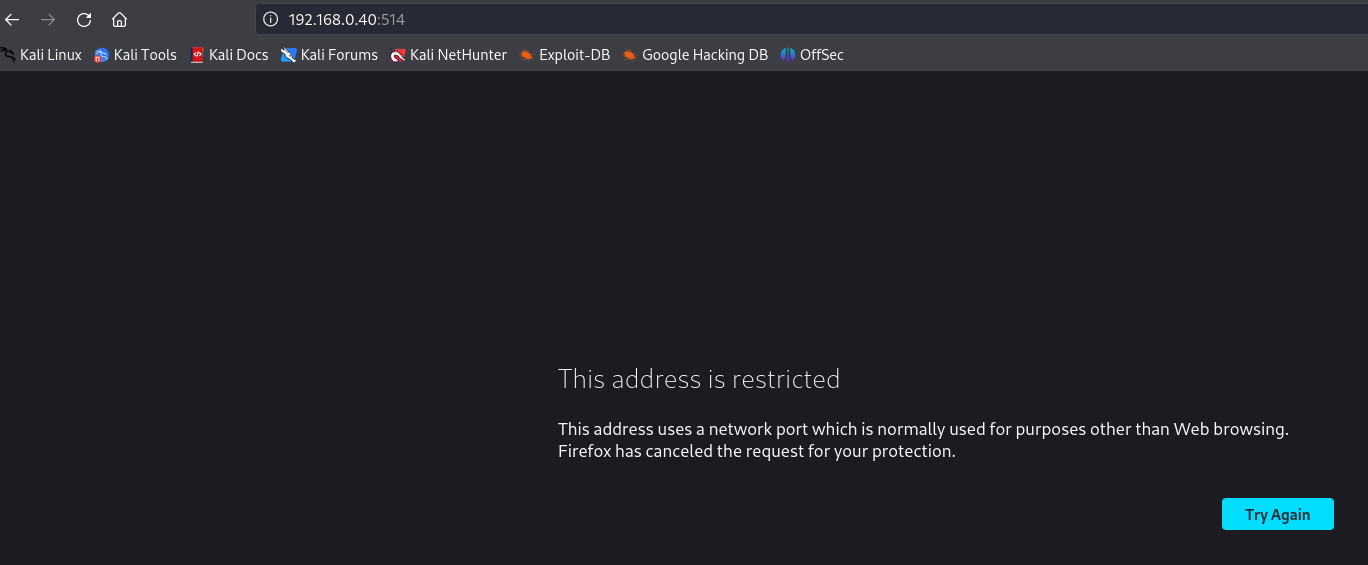 192.168.0.40:514
Kali Linux Kali Tools Kali Docs Kali Forums Kali NetHunter Exploit-DB Google Hacking DB OffSec
This address is restricted
This address uses a network port which is normally used for purposes other than Web browsing.
Firefox has canceled the request for your protection.
Try Again